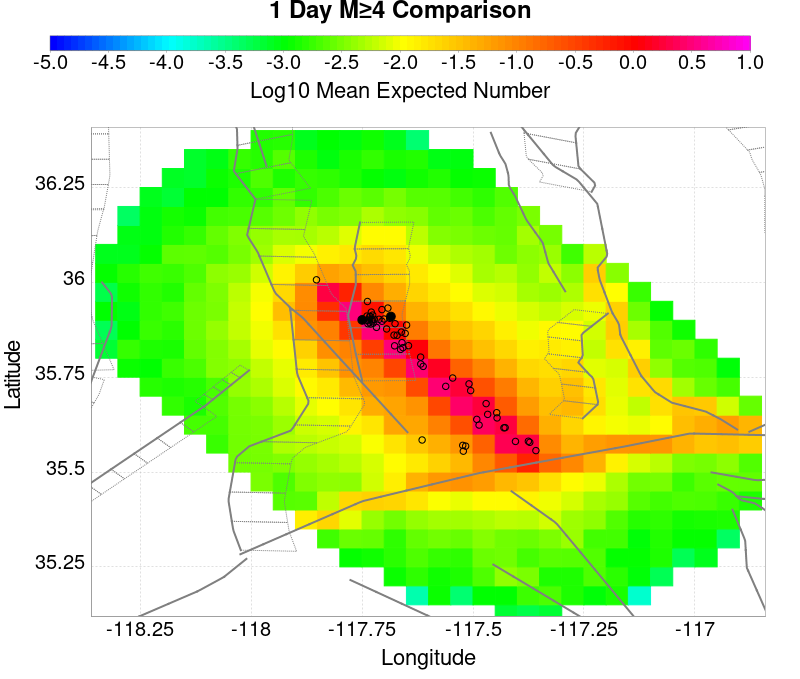 1 Day M≥4 Comparison
-5.0 -4.5 -4.0 -3.5 -3.0 -2.5 -2.0 -1.5 -1.0 -0.5 0.0 0.5 1.0
Log10 Mean Expected Number
36.25
36
35.75
35.5
35.25
Latitude
-118.25 -118 -117.75 -117.5 -117.25 -117
Longitude